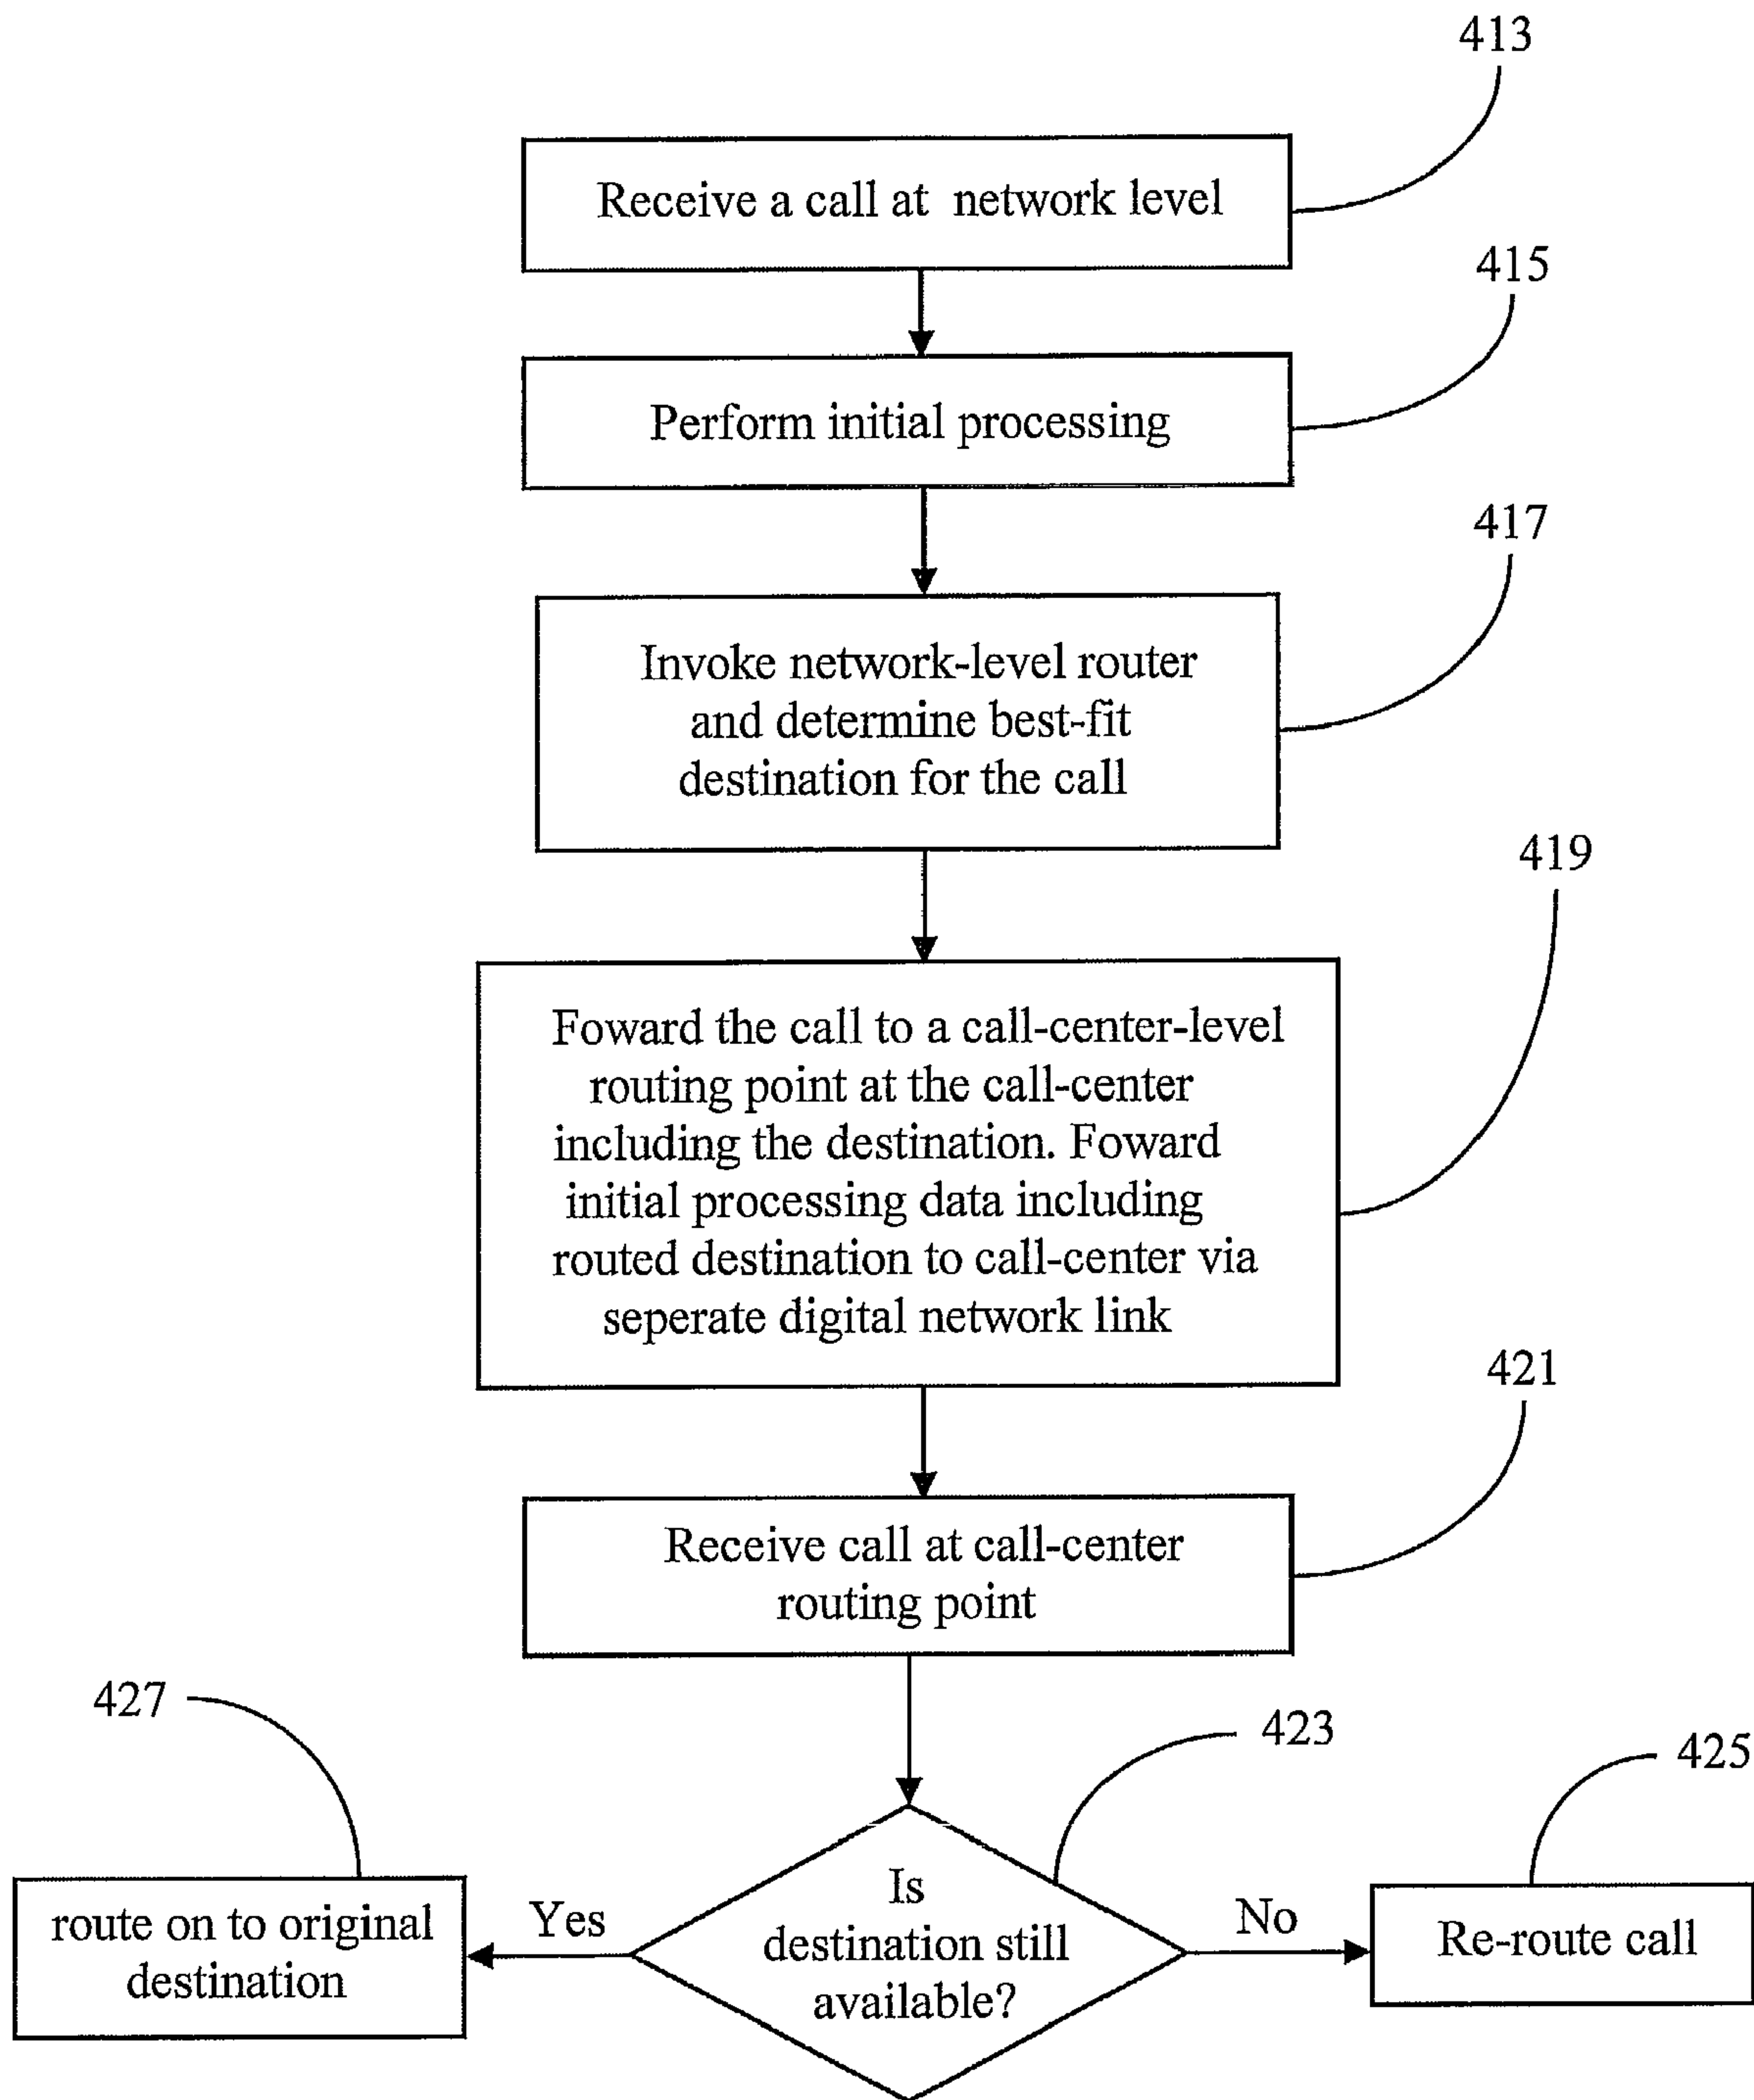 413
Receive a call at network level
415
Perform initial processing
417
Invoke network-level router
and determine best-fit
destination for the call
419
Foward the call to a call-center-level
routing point at the call-center
including the destination. Foward
initial processing data including
routed destination to call-center via
seperate digital network link
421
Receive call at call-center
routing point
427
423
425
Is
destination still
available?
Yes
No
route on to original
destination
Re-route call